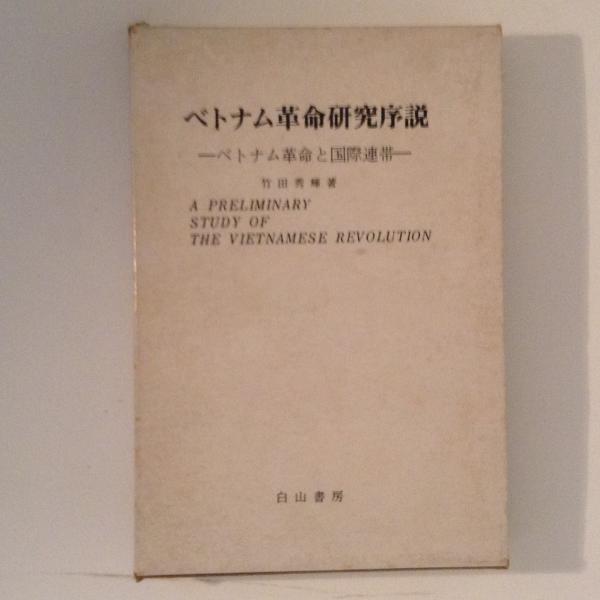 ベトナム革命研究序説
―ベトナム革命と国際連帯―
竹田秀輝著
A PRELIMINARY
STUDY OF
THE VIETNAMESE REVOLUTION
白山書房